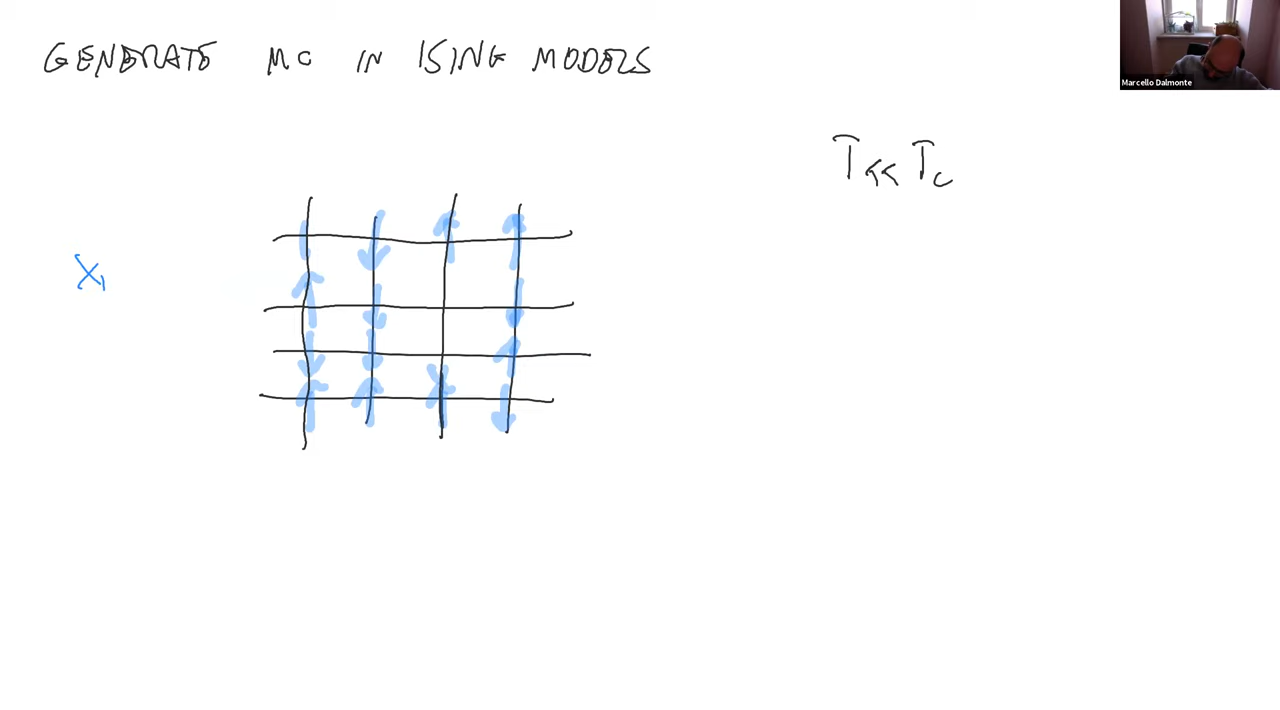 GENERATE MC IN ISING MODELS
Marcello Dalmonte
T << Tc
X1